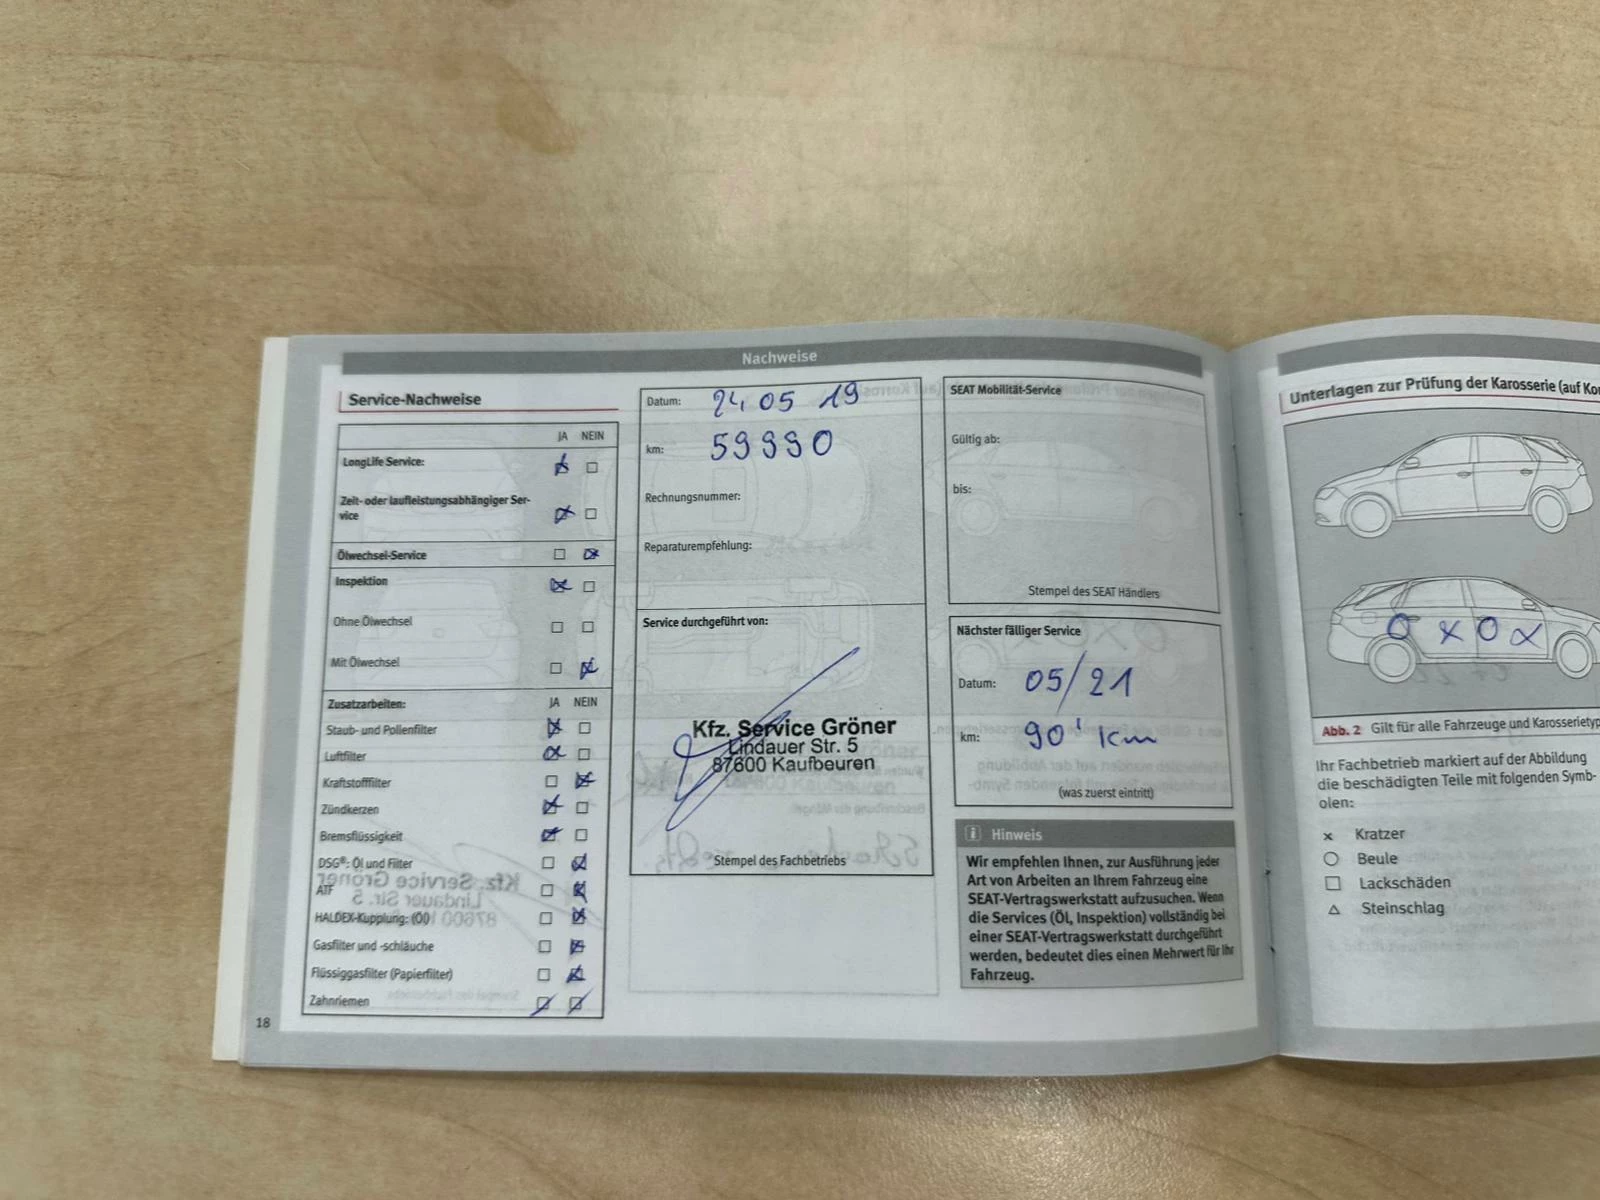 Nachweise
Service-Nachweise
JA NEIN
LongLife Service:
Zeit- oder laufleistungsabhängiger Ser-
vice
Ölwechsel-Service
Inspektion
Ohne Ölwechsel
Mit Ölwechsel
Zusatzarbeiten: JA NEIN
Staub- und Pollenfilter
Luftfilter
Kraftstofffilter
Zündkerzen
Bremsflüssigkeit
DSG®: Öl und Filter
ATF
HALDEX-Kupplung: (Öl)
Gasfilter und -schläuche
Flüssiggasfilter (Papierfilter)
Zahnriemen
18
Datum: 24 05 19
km: 59990
Rechnungsnummer:
Reparaturempfehlung:
Service durchgeführt von:
Kfz. Service Gröner
Lindauer Str. 5
87600 Kaufbeuren
Stempel des Fachbetriebs
SEAT Mobilität-Service
Gültig ab:
bis:
Stempel des SEAT Händlers
Nächster fälliger Service
Datum: 05/21
km: 90' km
(was zuerst eintritt)
i Hinweis
Wir empfehlen Ihnen, zur Ausführung jeder
Art von Arbeiten an Ihrem Fahrzeug eine
SEAT-Vertragswerkstatt aufzusuchen. Wenn
die Services (Öl, Inspektion) vollständig bei
einer SEAT-Vertragswerkstatt durchgeführt
werden, bedeutet dies einen Mehrwert für Ihr
Fahrzeug.
Unterlagen zur Prüfung der Karosserie (auf
O x O x
Abb. 2 Gilt für alle Fahrzeuge und
Ihr Fachbetrieb markiert auf der Abbildung
die beschädigten Teile mit folgenden Symb-
olen:
x Kratzer
○ Beule
□ Lackschäden
△ Steinschlag